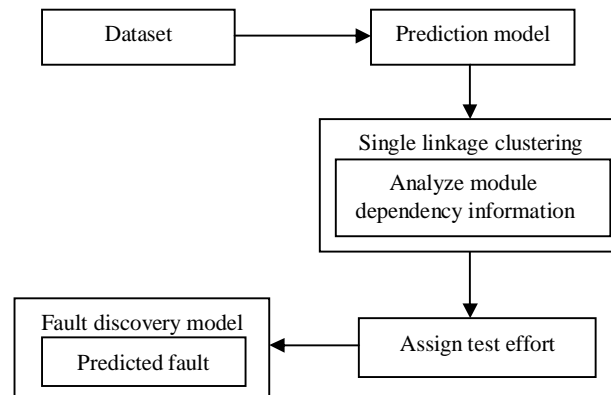 Dataset
Prediction model
Single linkage clustering
Analyze module
dependency information
Fault discovery model
Predicted fault
Assign test effort